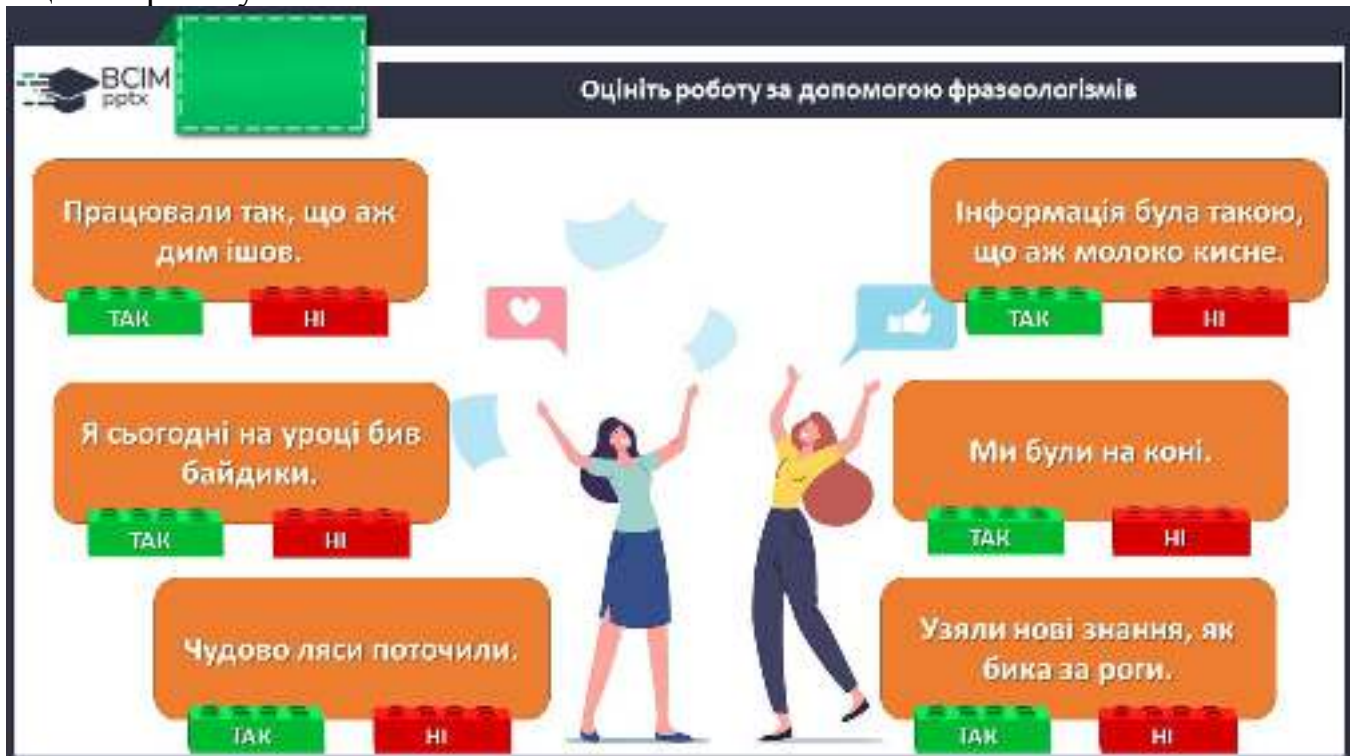 ВСІМ
pptx
Оцініть роботу за допомогою фразеологізмів
Працювали так, що аж
дим ішов.
ТАК НІ
Інформація була такою,
що аж молоко кисне.
ТАК НІ
Я сьогодні на уроці бив
байдики.
ТАК НІ
Ми були на коні.
ТАК НІ
Чудово ляси поточили.
ТАК НІ
Узяли нові знання, як
бика за роги.
ТАК НІ